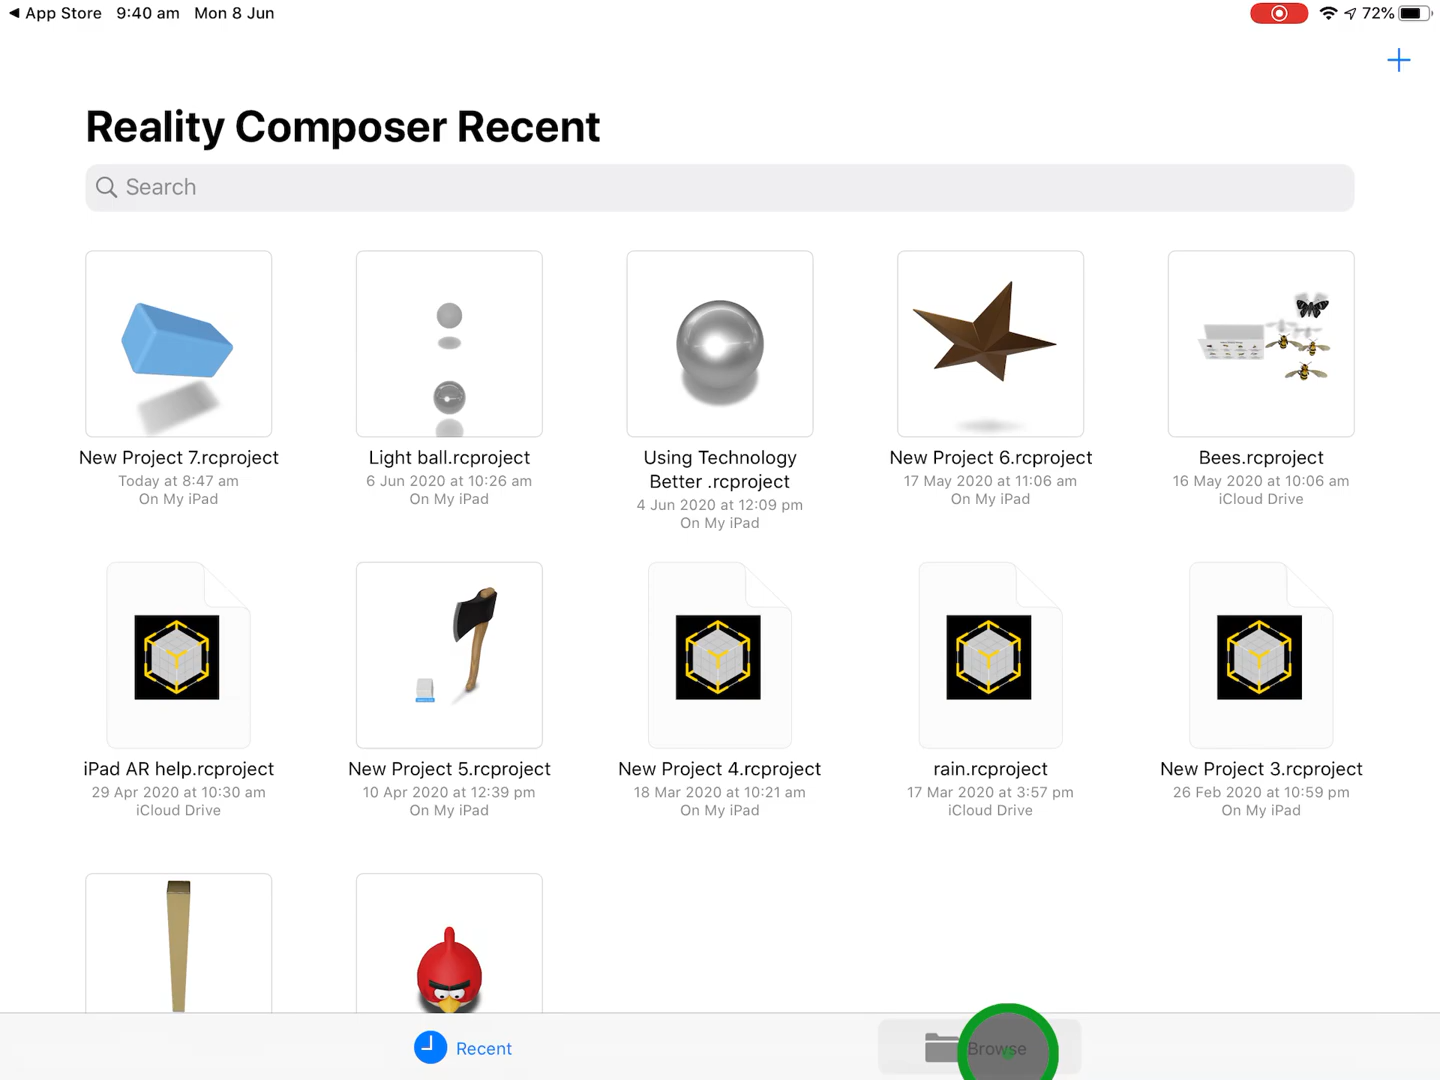 App Store 9:40 am Mon 8 Jun 72%
Reality Composer Recent
Search
New Project 7.rcproject
Today at 8:47 am
On My iPad
Light ball.rcproject
6 Jun 2020 at 10:26 am
On My iPad
Using Technology
Better .rcproject
4 Jun 2020 at 12:09 pm
On My iPad
New Project 6.rcproject
17 May 2020 at 11:06 am
On My iPad
Bees.rcproject
16 May 2020 at 10:06 am
iCloud Drive
iPad AR help.rcproject
29 Apr 2020 at 10:30 am
iCloud Drive
New Project 5.rcproject
10 Apr 2020 at 12:39 pm
On My iPad
New Project 4.rcproject
18 Mar 2020 at 10:21 am
On My iPad
rain.rcproject
17 Mar 2020 at 3:57 pm
iCloud Drive
New Project 3.rcproject
26 Feb 2020 at 10:59 pm
On My iPad
Recent
Browse